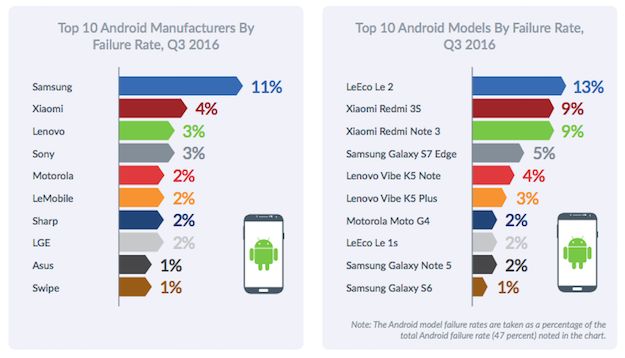 Top 10 Android Manufacturers By
Failure Rate, Q3 2016
Samsung 11%
Xiaomi 4%
Lenovo 3%
Sony 3%
Motorola 2%
LeMobile 2%
Sharp 2%
LGE 2%
Asus 1%
Swipe 1%
Top 10 Android Models By Failure Rate,
Q3 2016
LeEco Le 2 13%
Xiaomi Redmi 3S 9%
Xiaomi Redmi Note 3 9%
Samsung Galaxy S7 Edge 5%
Lenovo Vibe K5 Note 4%
Lenovo Vibe K5 Plus 3%
Motorola Moto G4 2%
LeEco Le 1s 2%
Samsung Galaxy Note 5 2%
Samsung Galaxy S6 1%
Note: The Android model failure rates are taken as a percentage of the
total Android failure rate (47 percent) noted in the chart.